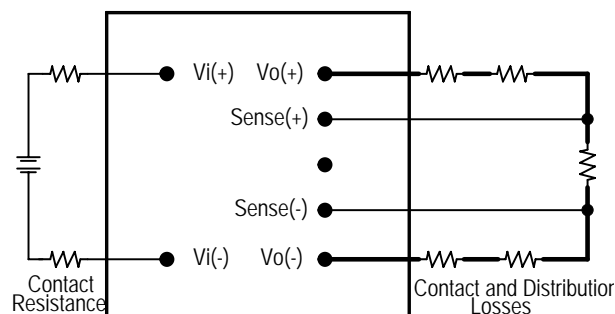 Vi(+) Vo(+)
Sense(+)
Sense(-)
Vi(-) Vo(-)
Contact
Resistance
Contact and Distribution
Losses